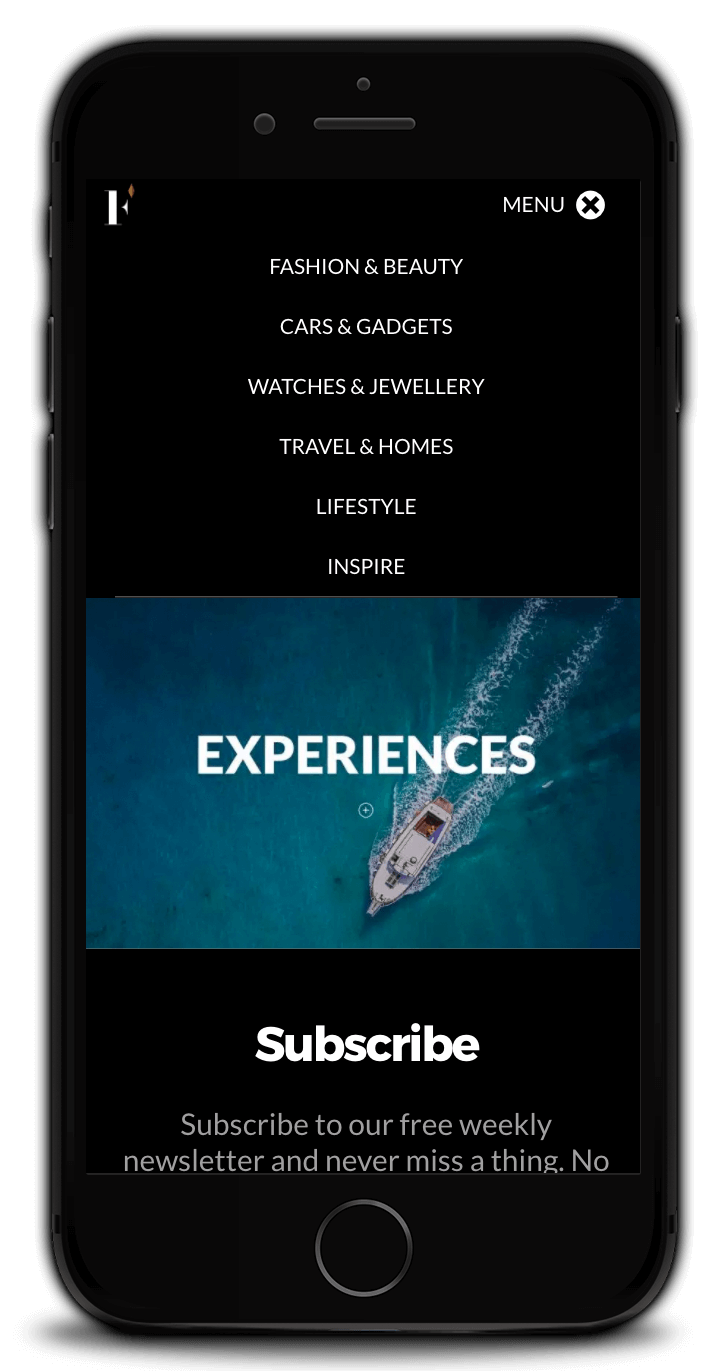 F
MENU
FASHION & BEAUTY
CARS & GADGETS
WATCHES & JEWELLERY
TRAVEL & HOMES
LIFESTYLE
INSPIRE
EXPERIENCES
Subscribe
Subscribe to our free weekly
newsletter and never miss a thing. No